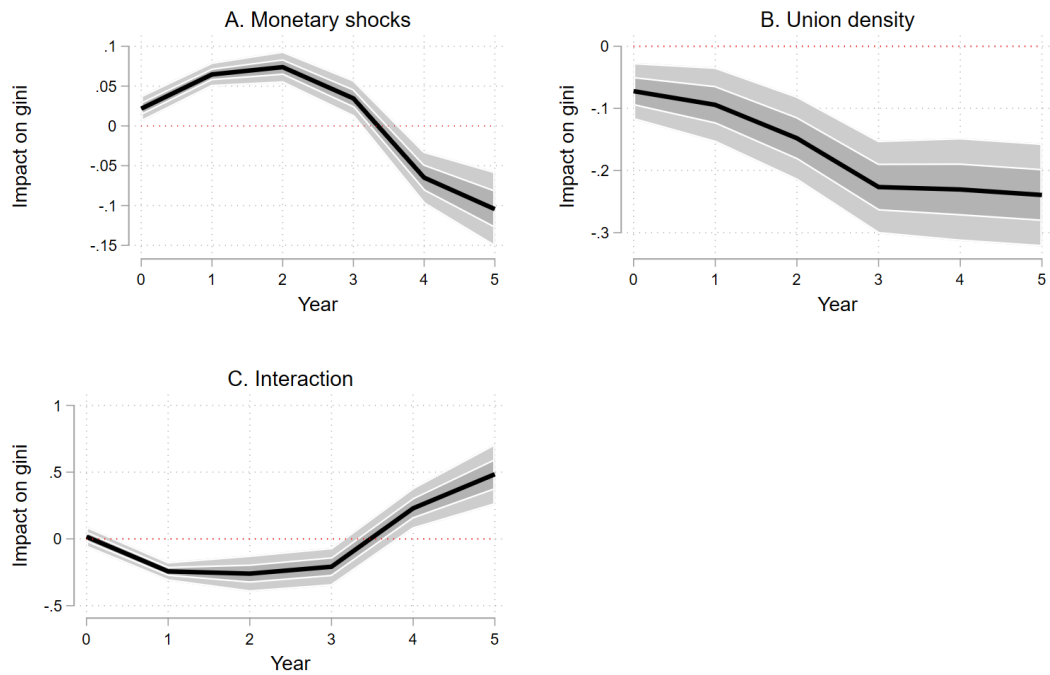 A. Monetary shocks
Impact on gini
.1
.05
0
-.05
-.1
-.15
0 1 2 3 4 5
Year
B. Union density
Impact on gini
0
-.1
-.2
-.3
0 1 2 3 4 5
Year
C. Interaction
Impact on gini
1
.5
0
-.5
0 1 2 3 4 5
Year